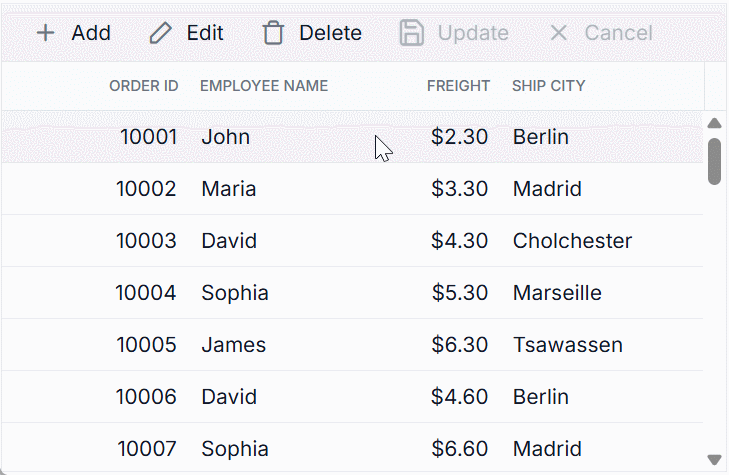 Add Edit Delete Update Cancel
ORDER ID EMPLOYEE NAME FREIGHT SHIP CITY
10001 John $2.30 Berlin
10002 Maria $3.30 Madrid
10003 David $4.30 Cholchester
10004 Sophia $5.30 Marseille
10005 James $6.30 Tsawassen
10006 David $4.60 Berlin
10007 Sophia $6.60 Madrid